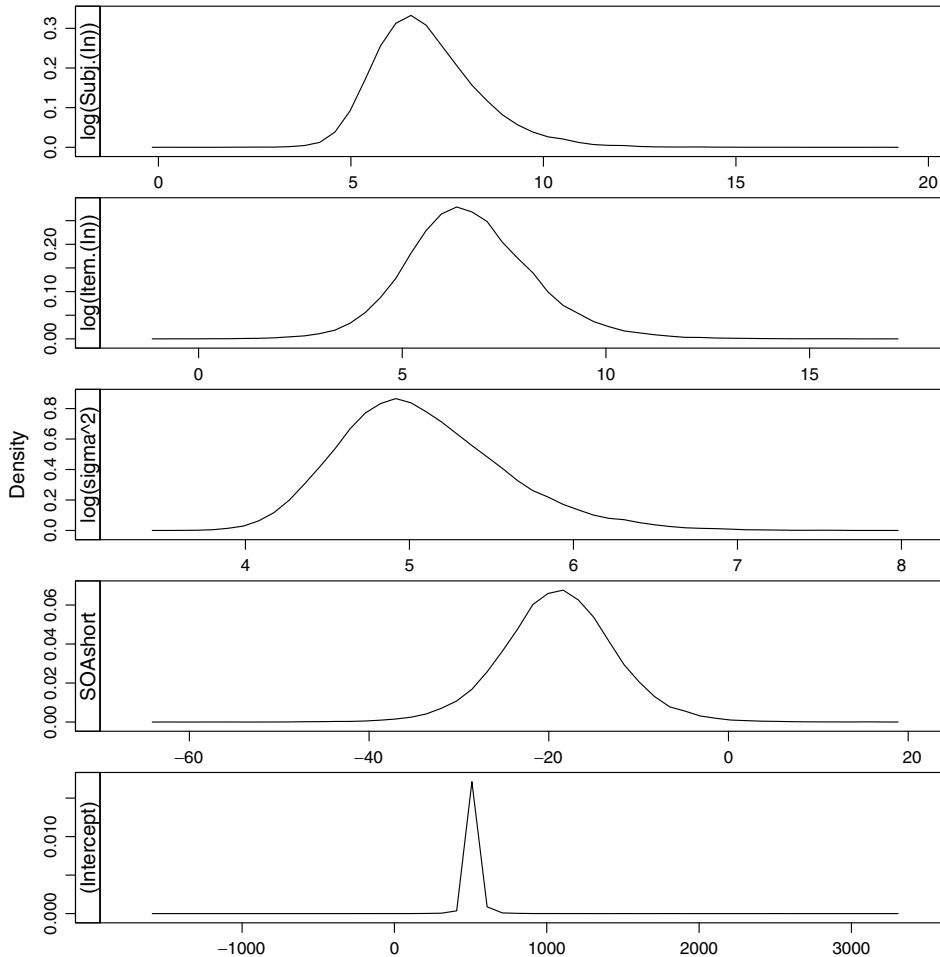 log(Subj.(In))
0.0 0.1 0.2 0.3
0 5 10 15 20
log(Item.(In))
0.00 0.10 0.20
0 5 10 15
Density
log(sigma^2)
0.0 0.2 0.4 0.6 0.8
4 5 6 7 8
SOAshort
0.00 0.02 0.04 0.06
−60 −40 −20 0 20
(Intercept)
0.000 0.010
−1000 0 1000 2000 3000